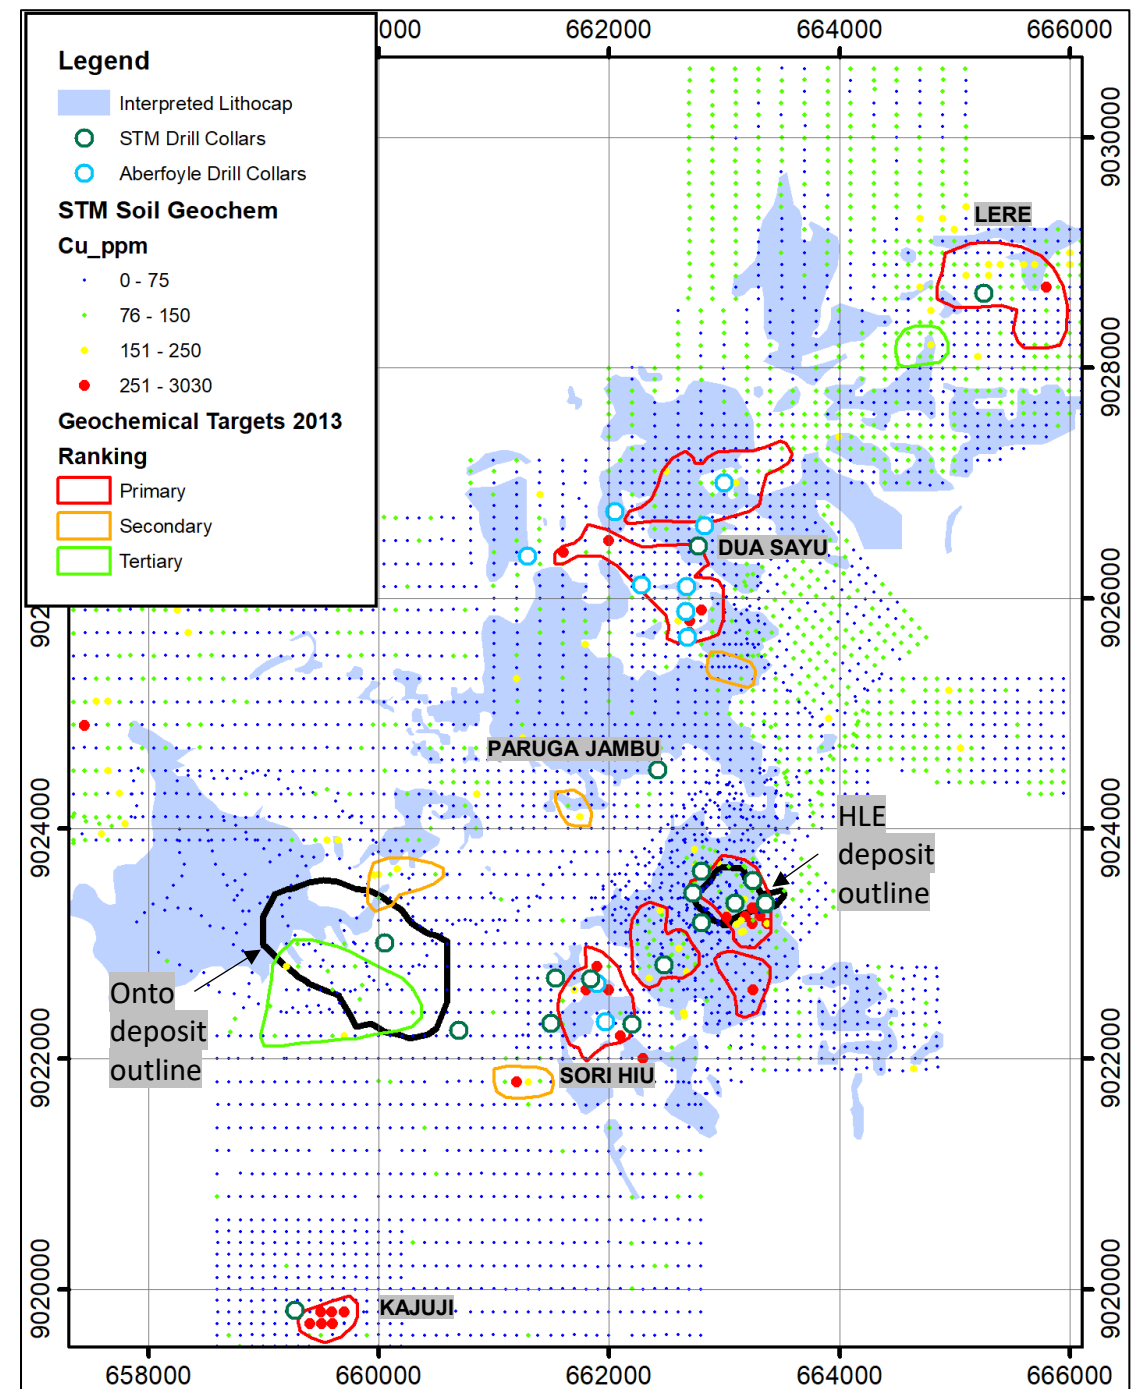 000
662000
664000
666000
Legend
Interpreted Lithocap
STM Drill Collars
Aberfoyle Drill Collars
STM Soil Geochem
Cu_ppm
0 - 75
76 - 150
151 - 250
251 - 3030
Geochemical Targets 2013
Ranking
Primary
Secondary
Tertiary
9030000
LERE
9028000
DUA SAYU
902
9026000
PARUGA JAMBU
9024000
9024000
HLE
deposit
outline
Onto
deposit
outline
9022000
9022000
SORI HIU
9020000
9020000
KAJUJI
658000
660000
662000
664000
666000